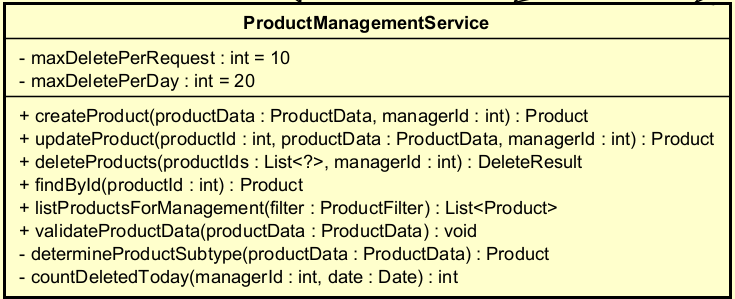 ProductManagementService
- maxDeletePerRequest : int = 10
- maxDeletePerDay : int = 20
+ createProduct(productData : ProductData, managerId : int) : Product
+ updateProduct(productId : int, productData : ProductData, managerId : int) : Product
+ deleteProducts(productIds : List<?>, managerId : int) : DeleteResult
+ findById(productId : int) : Product
+ listProductsForManagement(filter : ProductFilter) : List<Product>
+ validateProductData(productData : ProductData) : void
- determineProductSubtype(productData : ProductData) : Product
- countDeletedToday(managerId : int, date : Date) : int